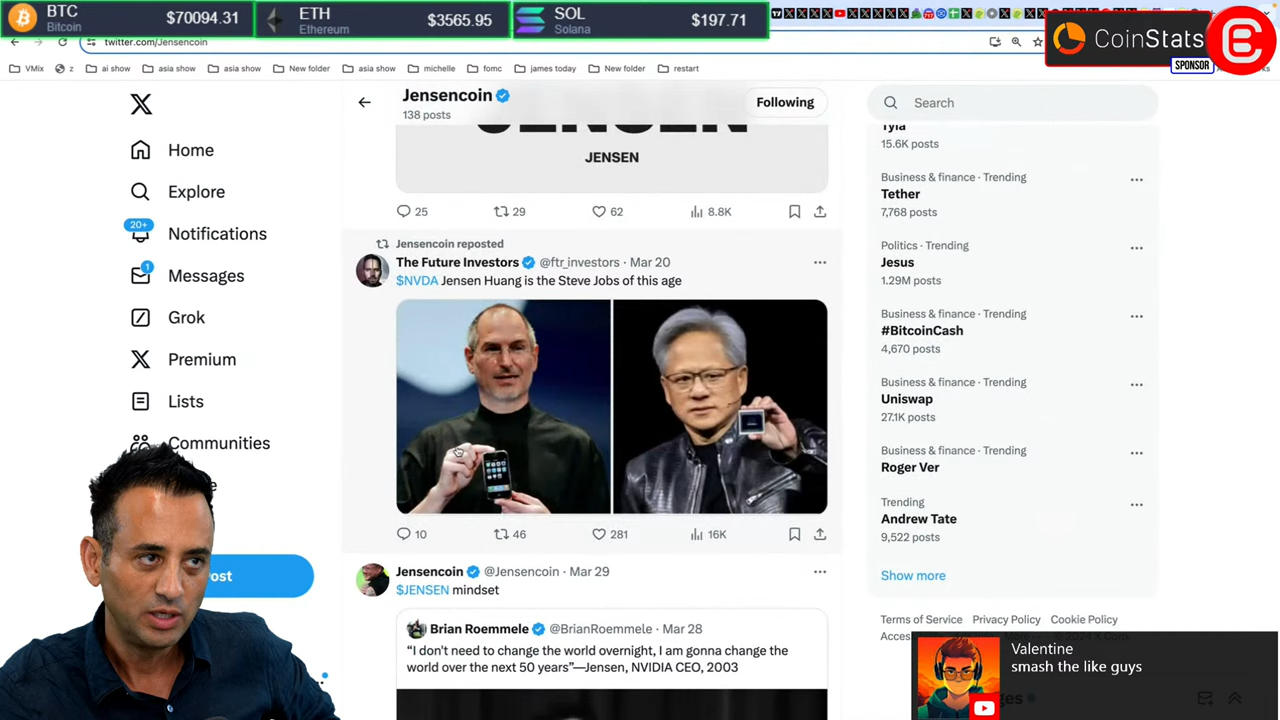 BTC
Bitcoin
$70094.31
ETH
Ethereum
$3565.95
SOL
Solana
$197.71
CoinStats
SPONSOR
twitter.com/Jensencoin
VMix
z
ai show
asia show
asia show
New folder
asia show
michelle
fomc
james today
New folder
restart
Home
Explore
20+
Notifications
1
Messages
Grok
Premium
Lists
Communities
Jensencoin
138 posts
Following
JENSEN
JENSEN
25
29
62
8.8K
Jensencoin reposted
The Future Investors @ftr_investors · Mar 20
$NVDA Jensen Huang is the Steve Jobs of this age
10
46
281
16K
Jensencoin @Jensencoin · Mar 29
$JENSEN mindset
Brian Roemmele @BrianRoemmele · Mar 28
“I don't need to change the world overnight, I am gonna change the
world over the next 50 years”—Jensen, NVIDIA CEO, 2003
Search
Tyla
15.6K posts
Business & finance · Trending
Tether
7,768 posts
Politics · Trending
Jesus
1.29M posts
Business & finance · Trending
#BitcoinCash
4,670 posts
Business & finance · Trending
Uniswap
27.1K posts
Business & finance · Trending
Roger Ver
Trending
Andrew Tate
9,522 posts
Show more
Terms of Service Privacy Policy Cookie Policy
Valentine
smash the like guys